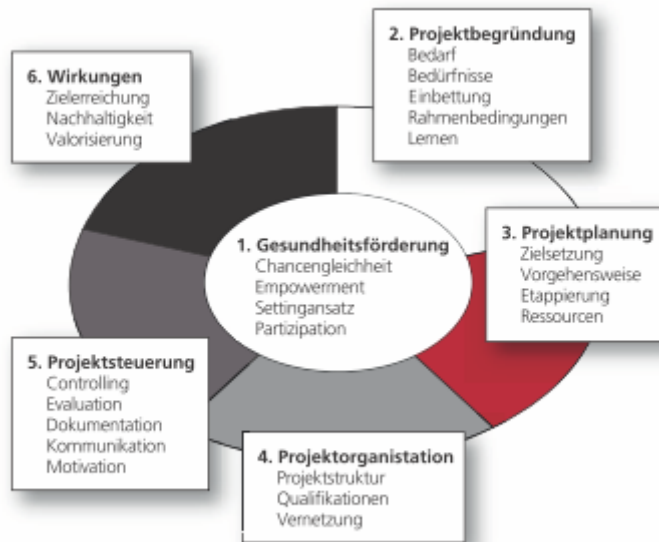 1. Gesundheitsförderung
Chancengleichheit
Empowerment
Settingansatz
Partizipation
2. Projektbegründung
Bedarf
Bedürfnisse
Einbettung
Rahmenbedingungen
Lernen
3. Projektplanung
Zielsetzung
Vorgehensweise
Etappierung
Ressourcen
4. Projektorganistation
Projektstruktur
Qualifikationen
Vernetzung
5. Projektsteuerung
Controlling
Evaluation
Dokumentation
Kommunikation
Motivation
6. Wirkungen
Zielerreichung
Nachhaltigkeit
Valorisierung